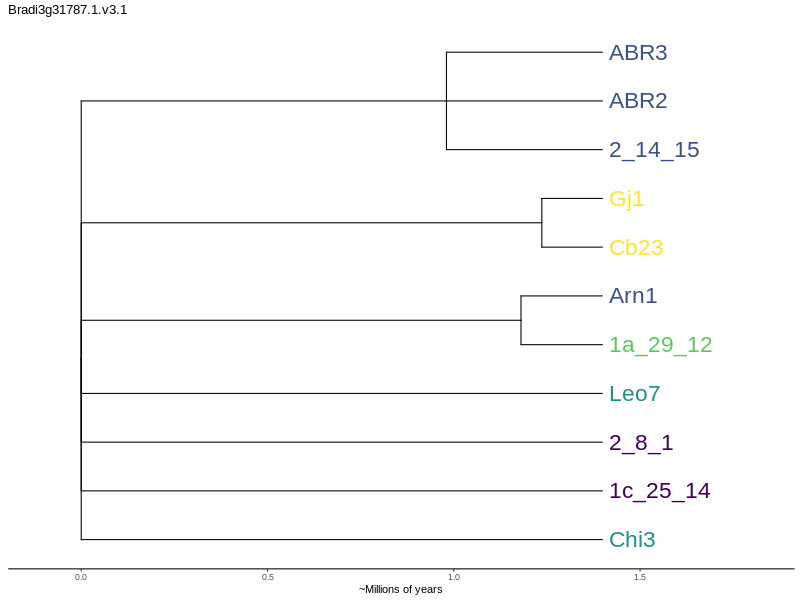 Bradi3g31787.1.v3.1
ABR3
ABR2
2_14_15
Gj1
Cb23
Arn1
1a_29_12
Leo7
2_8_1
1c_25_14
Chi3
0.0 0.5 1.0 1.5
~Millions of years